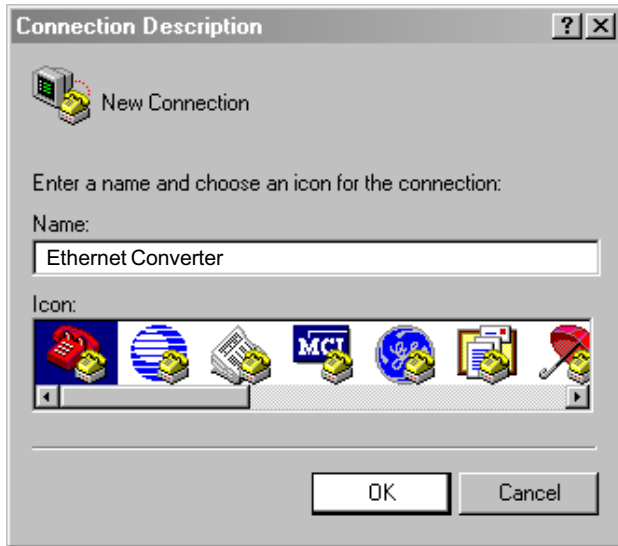 Connection Description
New Connection
Enter a name and choose an icon for the connection:
Name:
Ethernet Converter
Icon:
MCI
OK
Cancel